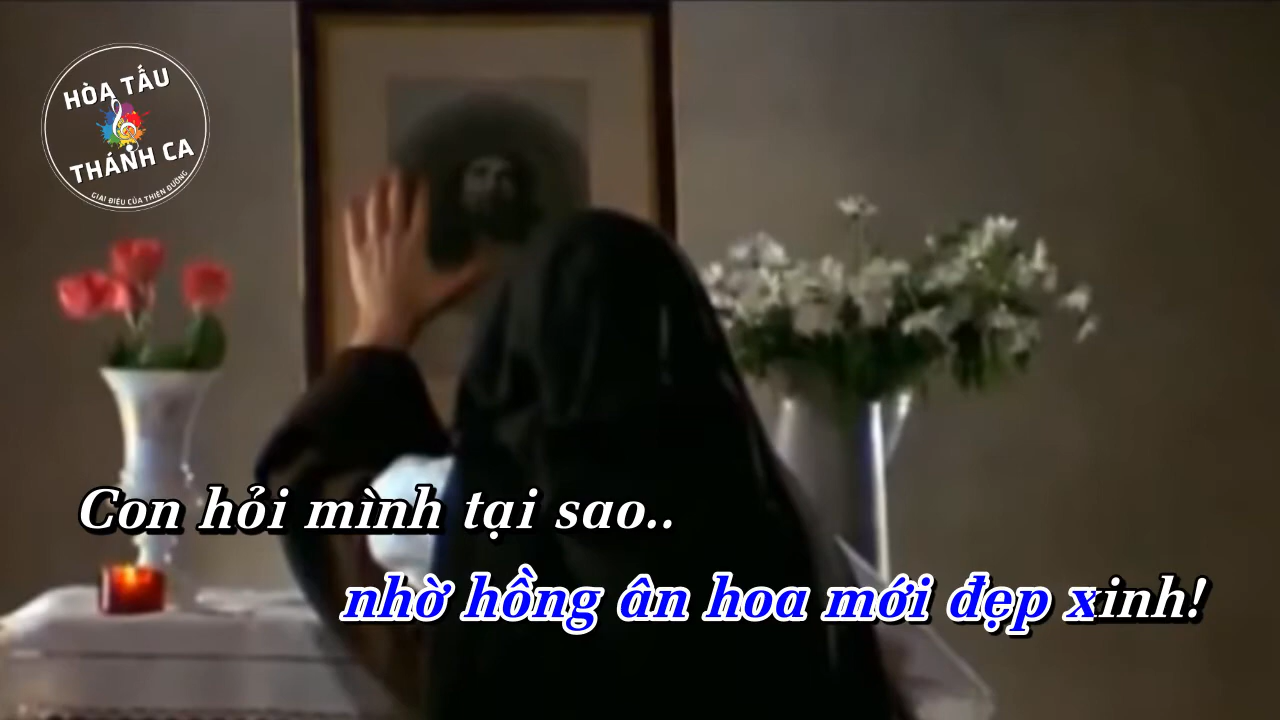 HÒA TẤU
THÁNH CA
GIAI ĐIỆU CỦA THIÊN ĐƯỜNG
Con hỏi mình tại sao..
nhờ hồng ân hoa mới đẹp xinh!